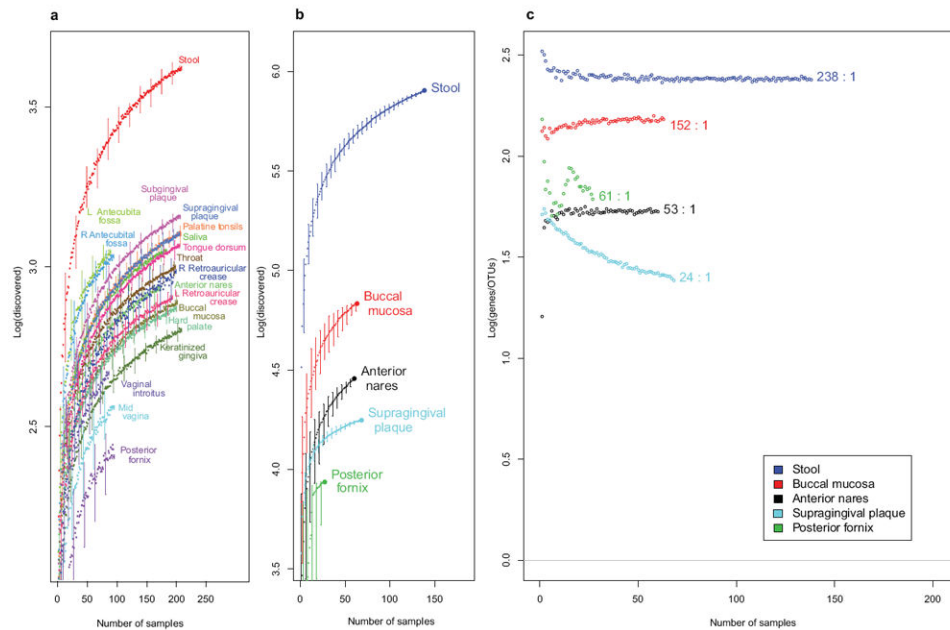 a
Log(discovered)
3.5
3.0
2.5
Stool
Subgingival
plaque
L Antecubita
fossa
R Antecubital
fossa
Supragingival
plaque
Palatine tonsils
Saliva
Tongue dorsum
Throat
R Retroauricular
crease
Anterior nares
L Retroauricular
crease
Buccal
mucosa
Hard
palate
Keratinized
gingiva
Vaginal
introitus
Mid
vagina
Posterior
fornix
0 50 100 150 200 250
Number of samples
b
Log(discovered)
6.0
5.5
5.0
4.5
4.0
3.5
Stool
Buccal
mucosa
Anterior
nares
Supragingival
plaque
Posterior
fornix
0 50 100 150
Number of samples
c
Log(genes/OTUs)
2.5
2.0
1.5
1.0
0.5
0.0
238 : 1
152 : 1
61 : 1
53 : 1
24 : 1
Stool
Buccal mucosa
Anterior nares
Supragingival plaque
Posterior fornix
0 50 100 150 200
Number of samples